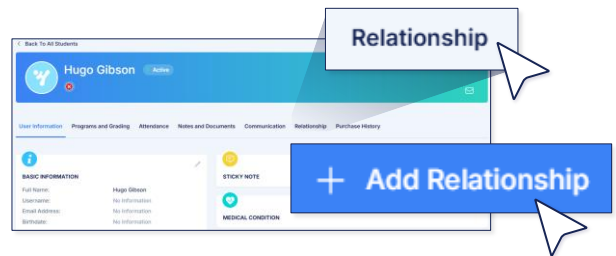 < Back To All Students
Relationship
Hugo Gibson Active
User Information Programs and Grading Attendance Notes and Documents Communication Relationship Purchase History
+ Add Relationship
BASIC INFORMATION
Full Name: Hugo Gibson
Username: No Information
Email Address: No Information
Birthdate: No Information
STICKY NOTE
MEDICAL CONDITION